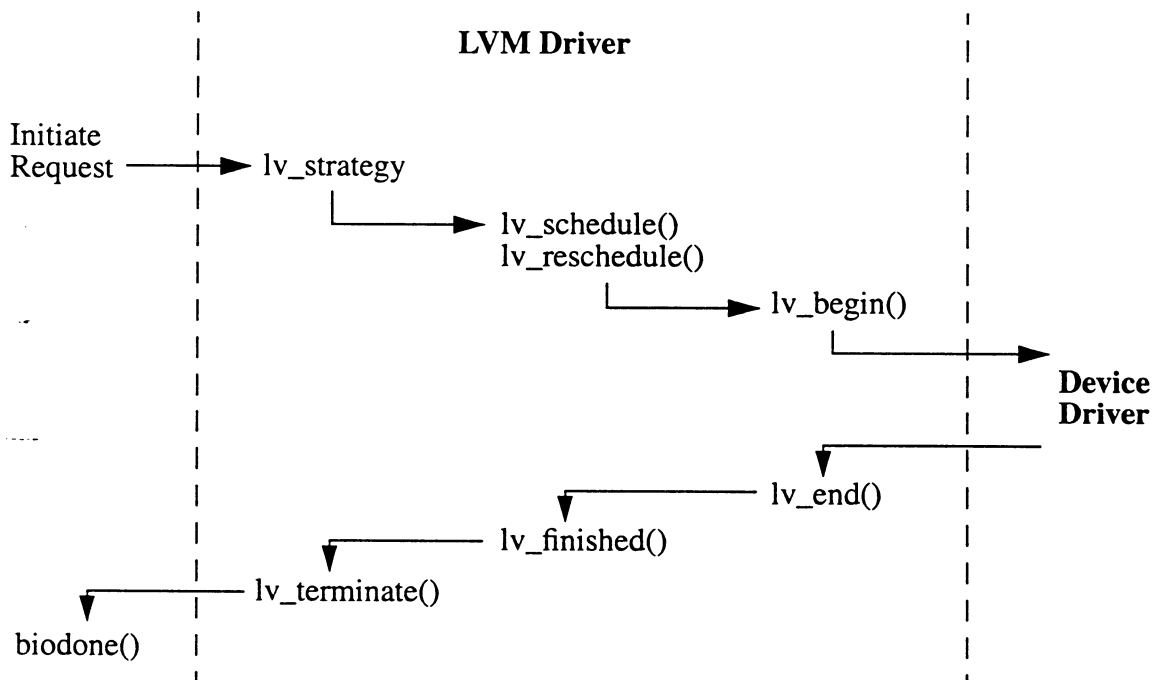 LVM Driver
Initiate
Request
lv_strategy
lv_schedule()
lv_reschedule()
lv_begin()
Device
Driver
lv_end()
lv_finished()
lv_terminate()
biodone()